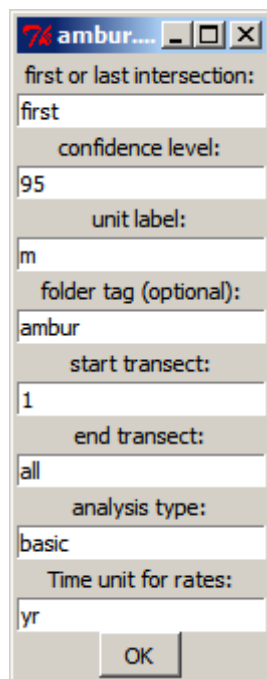 ambur....
first or last intersection:
first
confidence level:
95
unit label:
m
folder tag (optional):
ambur
start transect:
1
end transect:
all
analysis type:
basic
Time unit for rates:
yr
OK